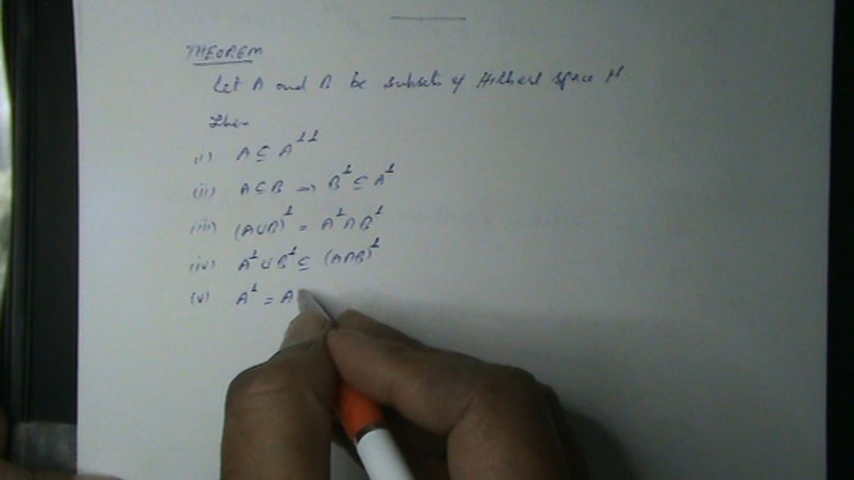 THEOREM
Let A and B be subsets of Hilbert space H
Then
(i) A ⊆ A^⊥⊥
(ii) A ⊆ B ⇒ B^⊥ ⊆ A^⊥
(iii) (A∪B)^⊥ = A^⊥ ∩ B^⊥
(iv) A^⊥ ∪ B^⊥ ⊆ (A∩B)^⊥
(v) A^⊥ = A